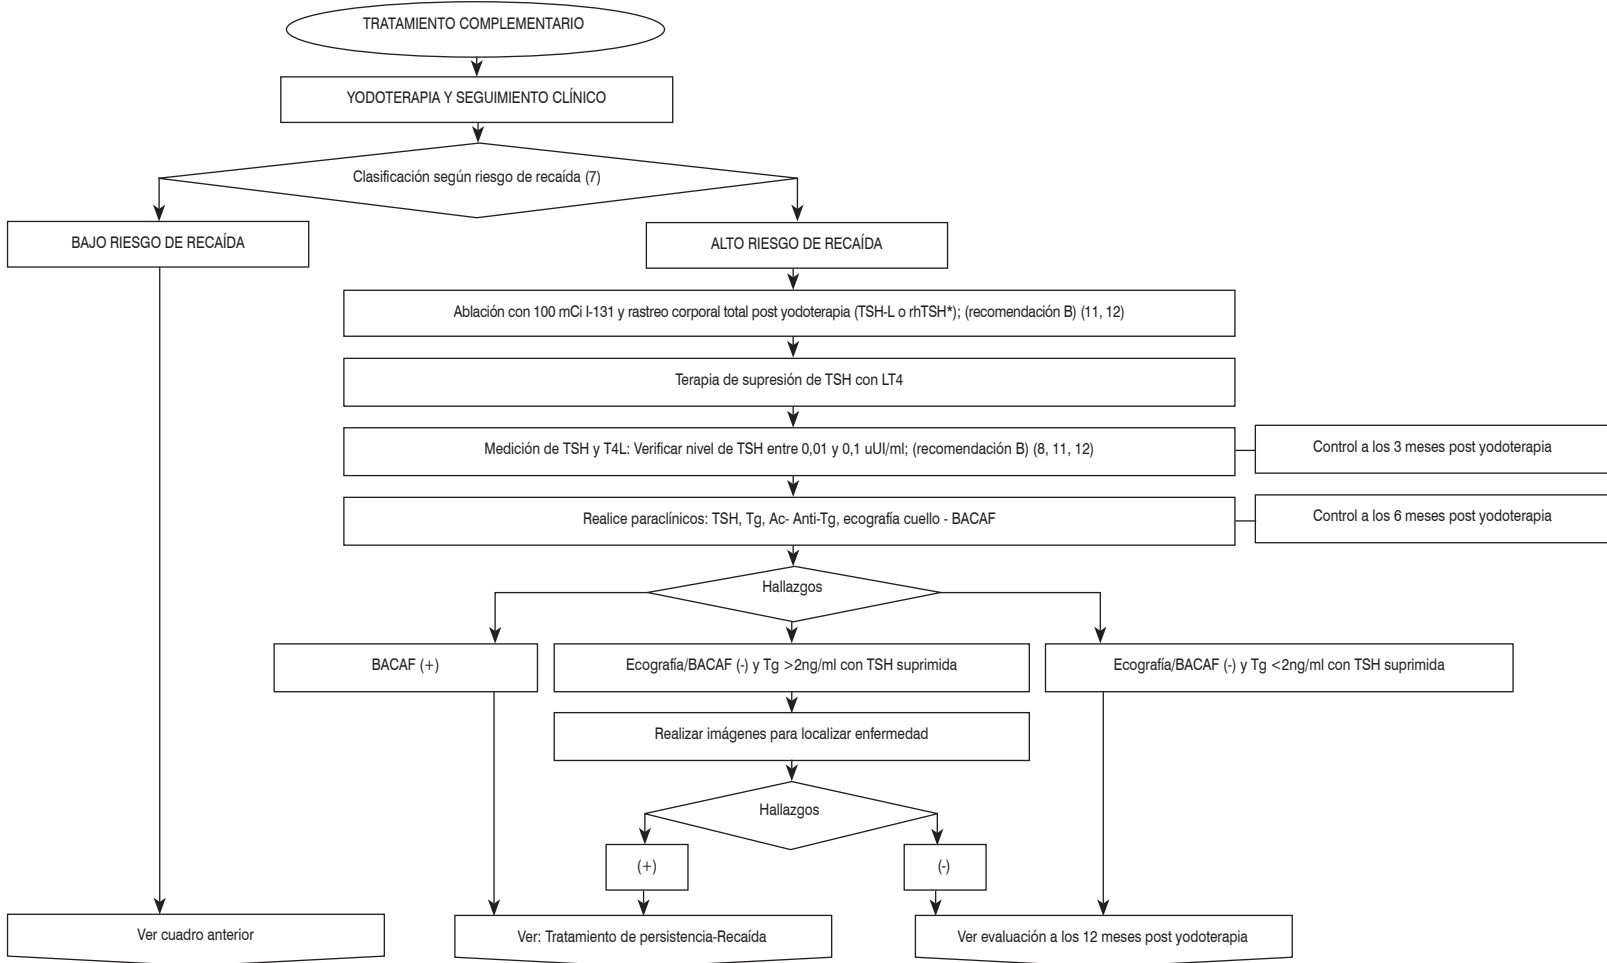 TRATAMIENTO COMPLEMENTARIO
YODOTERAPIA Y SEGUIMIENTO CLÍNICO
Clasificación según riesgo de recaída (7)
BAJO RIESGO DE RECAÍDA
ALTO RIESGO DE RECAÍDA
Ablación con 100 mCi I-131 y rastreo corporal total post yodoterapia (TSH-L o rhTSH*); (recomendación B) (11, 12)
Terapia de supresión de TSH con LT4
Medición de TSH y T4L: Verificar nivel de TSH entre 0,01 y 0,1 uUI/ml; (recomendación B) (8, 11, 12)
Control a los 3 meses post yodoterapia
Realice paraclínicos: TSH, Tg, Ac- Anti-Tg, ecografía cuello - BACAF
Control a los 6 meses post yodoterapia
Hallazgos
BACAF (+)
Ecografía/BACAF (-) y Tg >2ng/ml con TSH suprimida
Ecografía/BACAF (-) y Tg <2ng/ml con TSH suprimida
Realizar imágenes para localizar enfermedad
Hallazgos
(+)
(-)
Ver cuadro anterior
Ver: Tratamiento de persistencia-Recaída
Ver evaluación a los 12 meses post yodoterapia